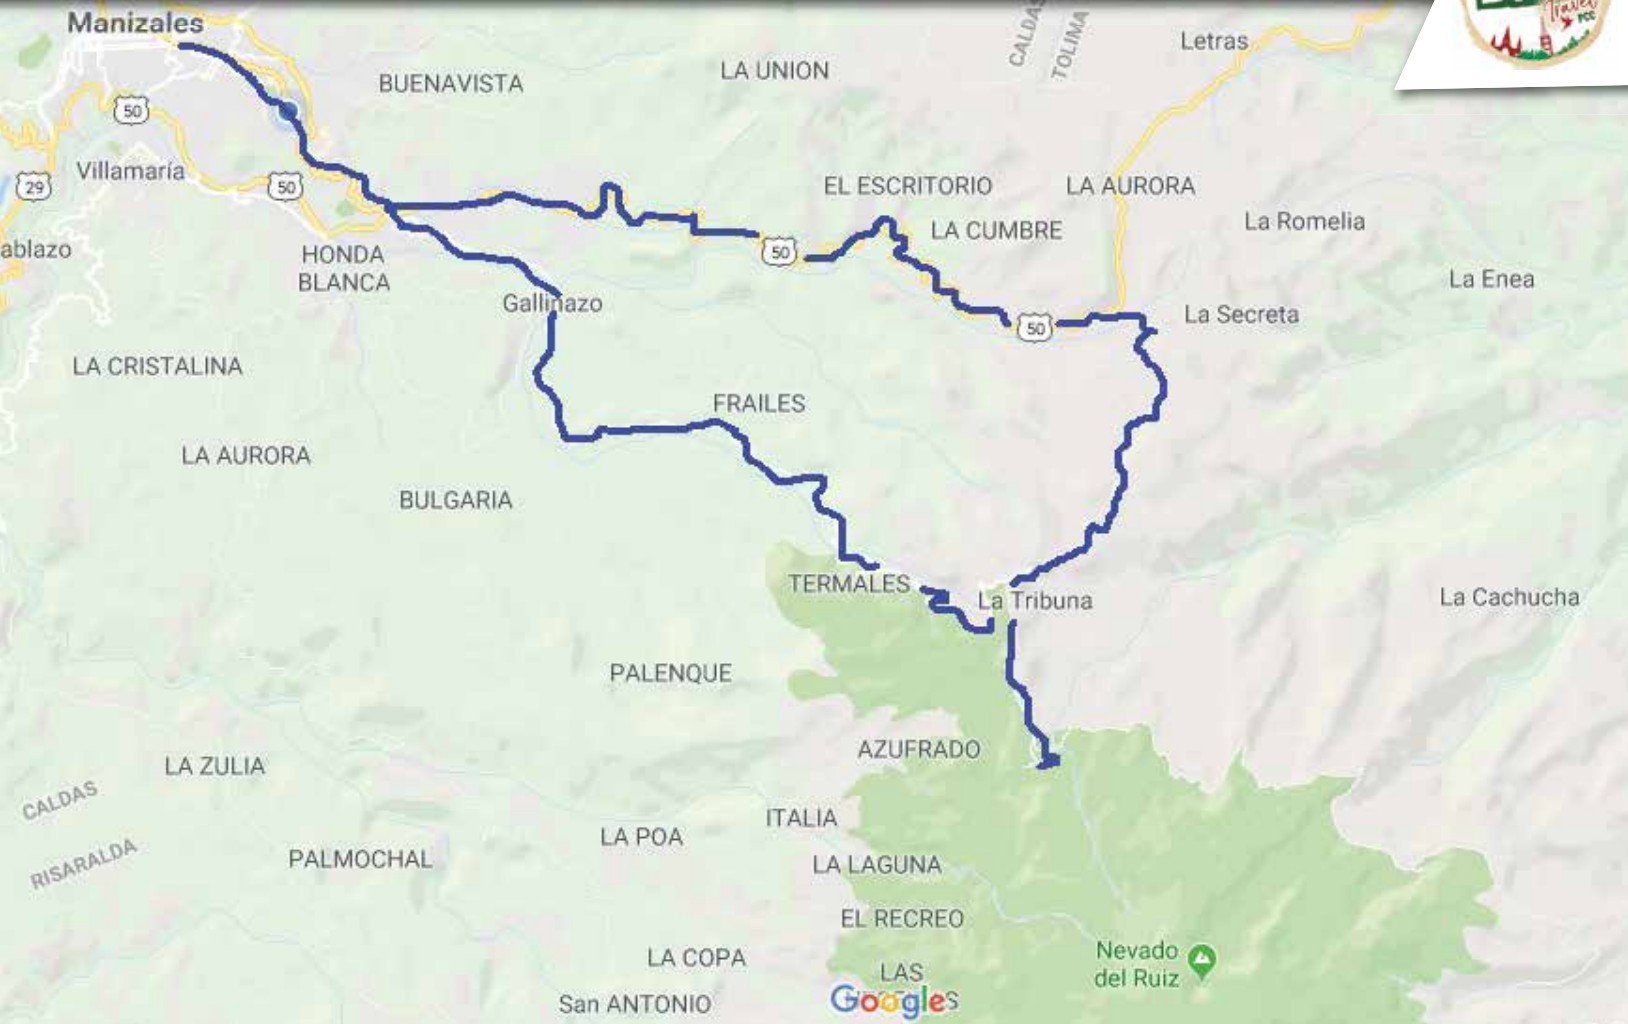 Manizales
CALDAS
TOLIMA
Letras
Travel
PCC
BUENAVISTA
LA UNION
50
Villamaría
29
50
EL ESCRITORIO
LA AURORA
La Romelia
LA CUMBRE
ablazo
HONDA
BLANCA
50
La Enea
Gallinazo
50
La Secreta
LA CRISTALINA
FRAILES
LA AURORA
BULGARIA
TERMALES
La Tribuna
La Cachucha
PALENQUE
AZUFRADO
LA ZULIA
CALDAS
RISARALDA
ITALIA
LA POA
PALMOCHAL
LA LAGUNA
EL RECREO
Nevado
del Ruiz
LA COPA
LAS
San ANTONIO
Google